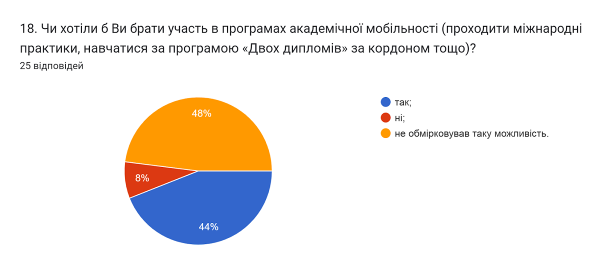 18. Чи хотіли б Ви брати участь в програмах академічної мобільності (проходити міжнародні
практики, навчатися за програмою «Двох дипломів» за кордоном тощо)?
25 відповідей
48%
8%
44%
так;
ні;
не обмірковував таку можливість.